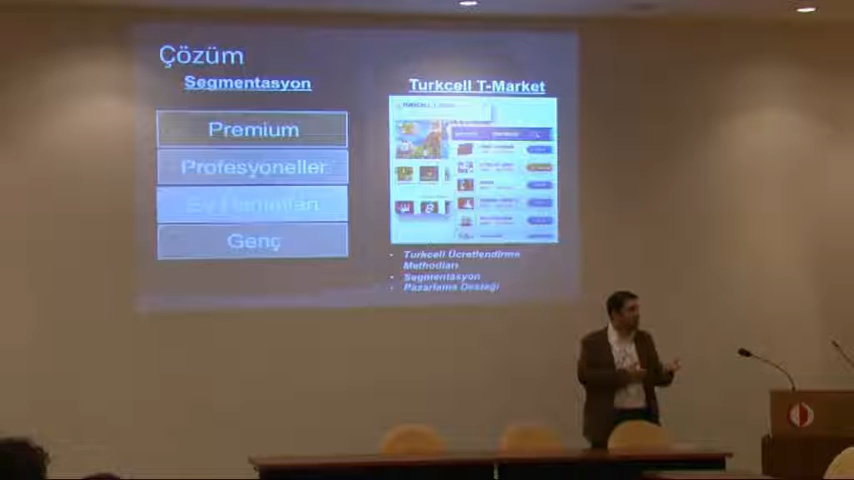 Çözüm
Segmentasyon
Premium
Profesyoneller
Ev Hanımları
Genç
Turkcell T-Market
Turkcell Ücretlendirme
Methodları
Segmentasyon
Pazarlama Desteği